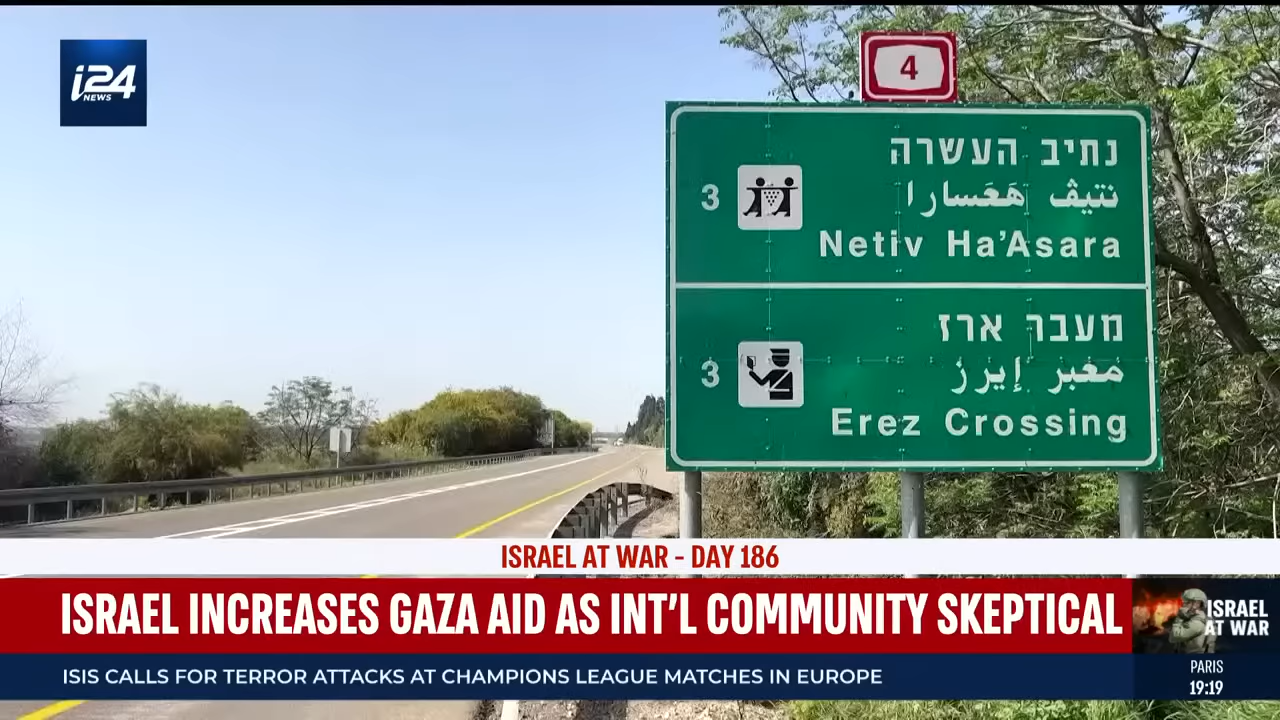 i24
NEWS
4
נתיב העשרה
3
نتيڤ هَعَسارا
Netiv Ha'Asara
מעבר ארז
3
معبر إيرز
Erez Crossing
ISRAEL AT WAR - DAY 186
ISRAEL INCREASES GAZA AID AS INT'L COMMUNITY SKEPTICAL
ISRAEL
AT WAR
ISIS CALLS FOR TERROR ATTACKS AT CHAMPIONS LEAGUE MATCHES IN EUROPE
PARIS
19:19